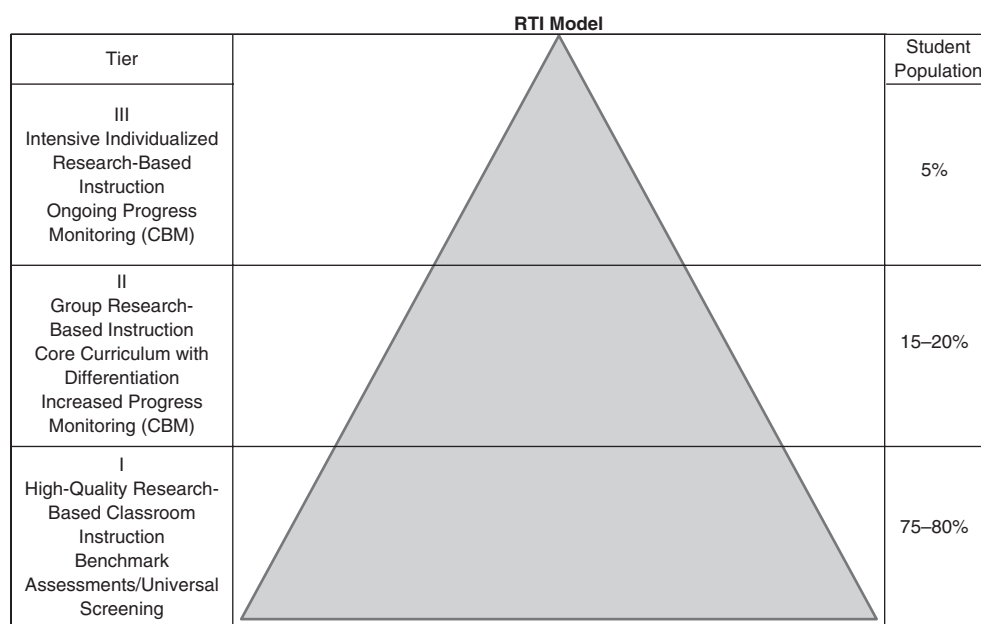 RTI Model
Tier
Student
Population
III
Intensive Individualized
Research-Based
Instruction
Ongoing Progress
Monitoring (CBM)
5%
II
Group Research-
Based Instruction
Core Curriculum with
Differentiation
Increased Progress
Monitoring (CBM)
15–20%
I
High-Quality Research-
Based Classroom
Instruction
Benchmark
Assessments/Universal
Screening
75–80%